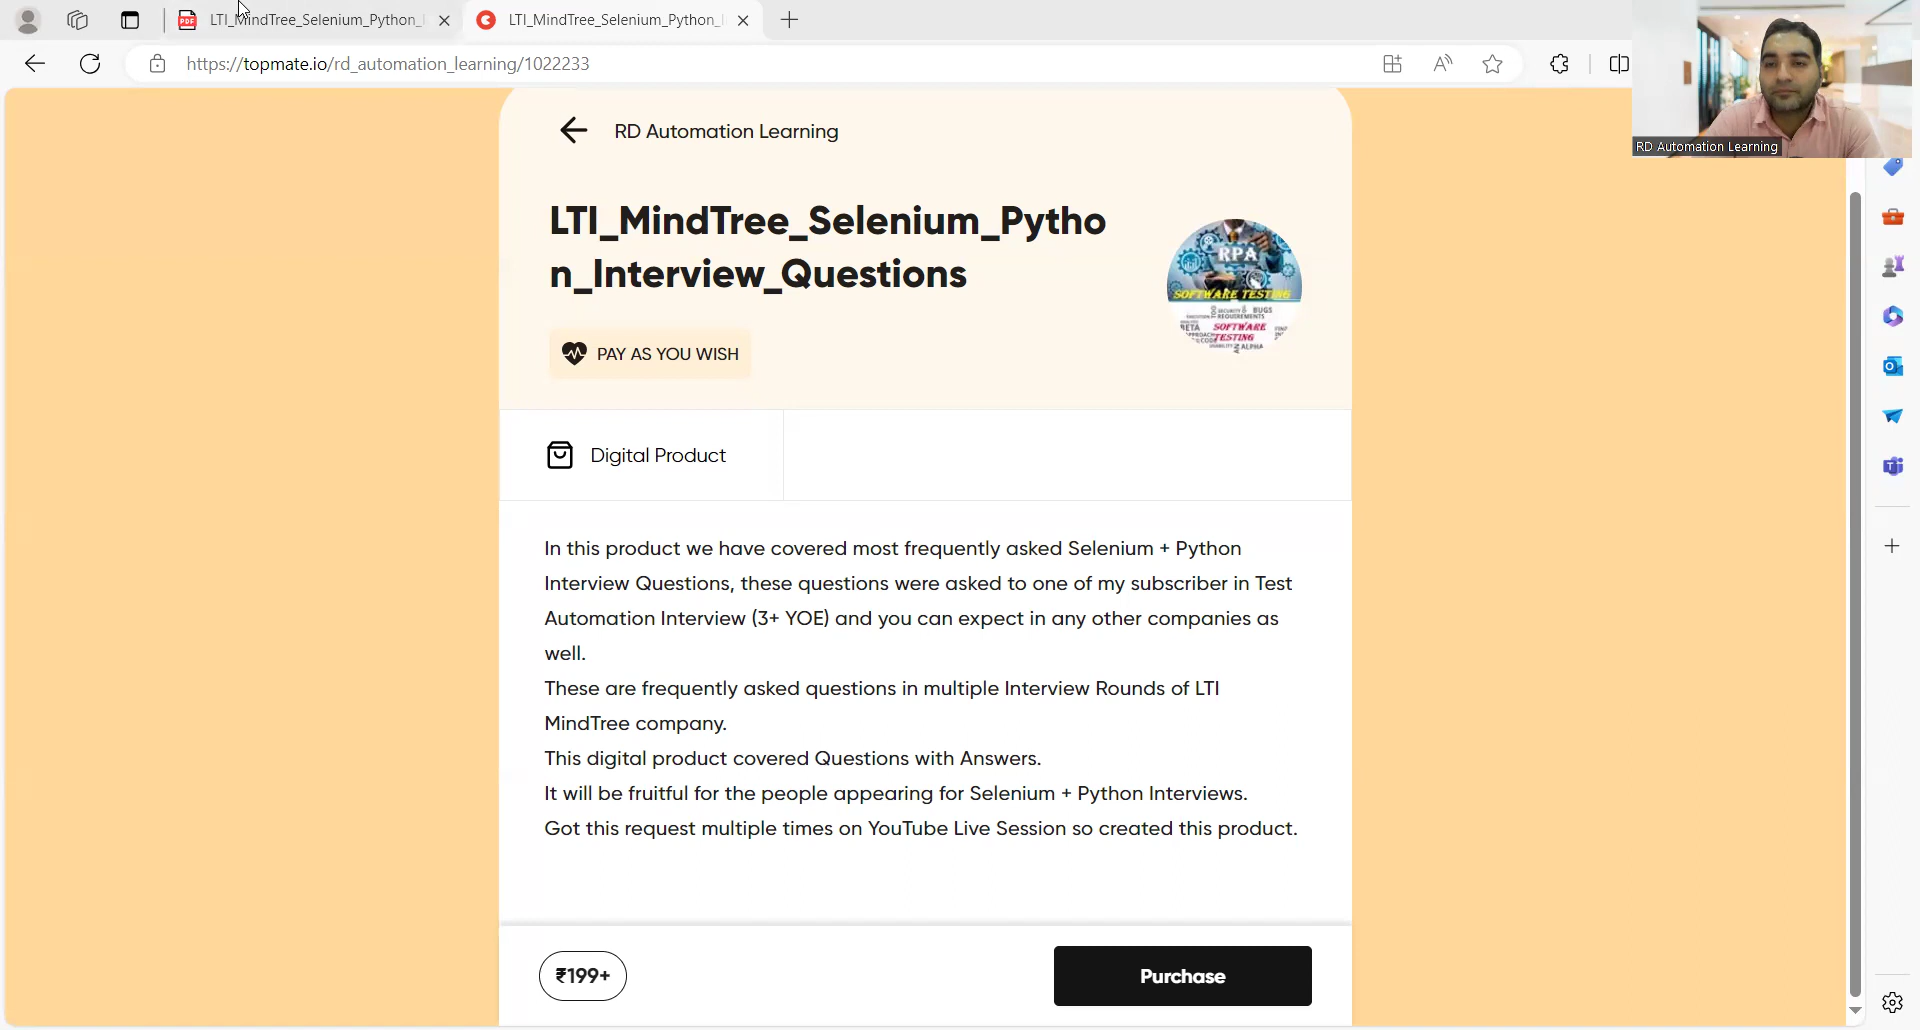 LTI_MindTree_Selenium_Python_I
LTI_MindTree_Selenium_Python_I
https://topmate.io/rd_automation_learning/1022233
RD Automation Learning
RD Automation Learning
LTI_MindTree_Selenium_Pytho
n_Interview_Questions
RPA
SOFTWARE TESTING
BUGS
REQUIREMENTS
BETA
SOFTWARE
TESTING
ALPHA
PAY AS YOU WISH
Digital Product
In this product we have covered most frequently asked Selenium + Python
Interview Questions, these questions were asked to one of my subscriber in Test
Automation Interview (3+ YOE) and you can expect in any other companies as
well.
These are frequently asked questions in multiple Interview Rounds of LTI
MindTree company.
This digital product covered Questions with Answers.
It will be fruitful for the people appearing for Selenium + Python Interviews.
Got this request multiple times on YouTube Live Session so created this product.
₹199+
Purchase